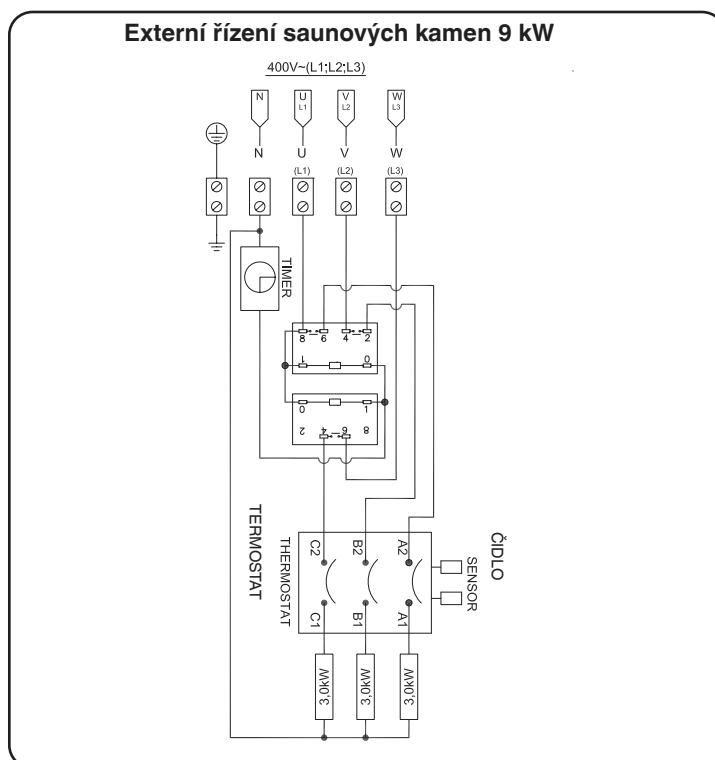 Externí řízení saunových kamen 9 kW
400V~(L1;L2;L3)
N
U
L1
V
L2
W
L3
N
U
V
W
(L1)
(L2)
(L3)
TIMER
8
6
4
2
1
0
0
1
2
4
6
8
TERMOSTAT
THERMOSTAT
C2
B2
A2
ČIDLO
SENSOR
C1
B1
A1
3,0kW
3,0kW
3,0kW